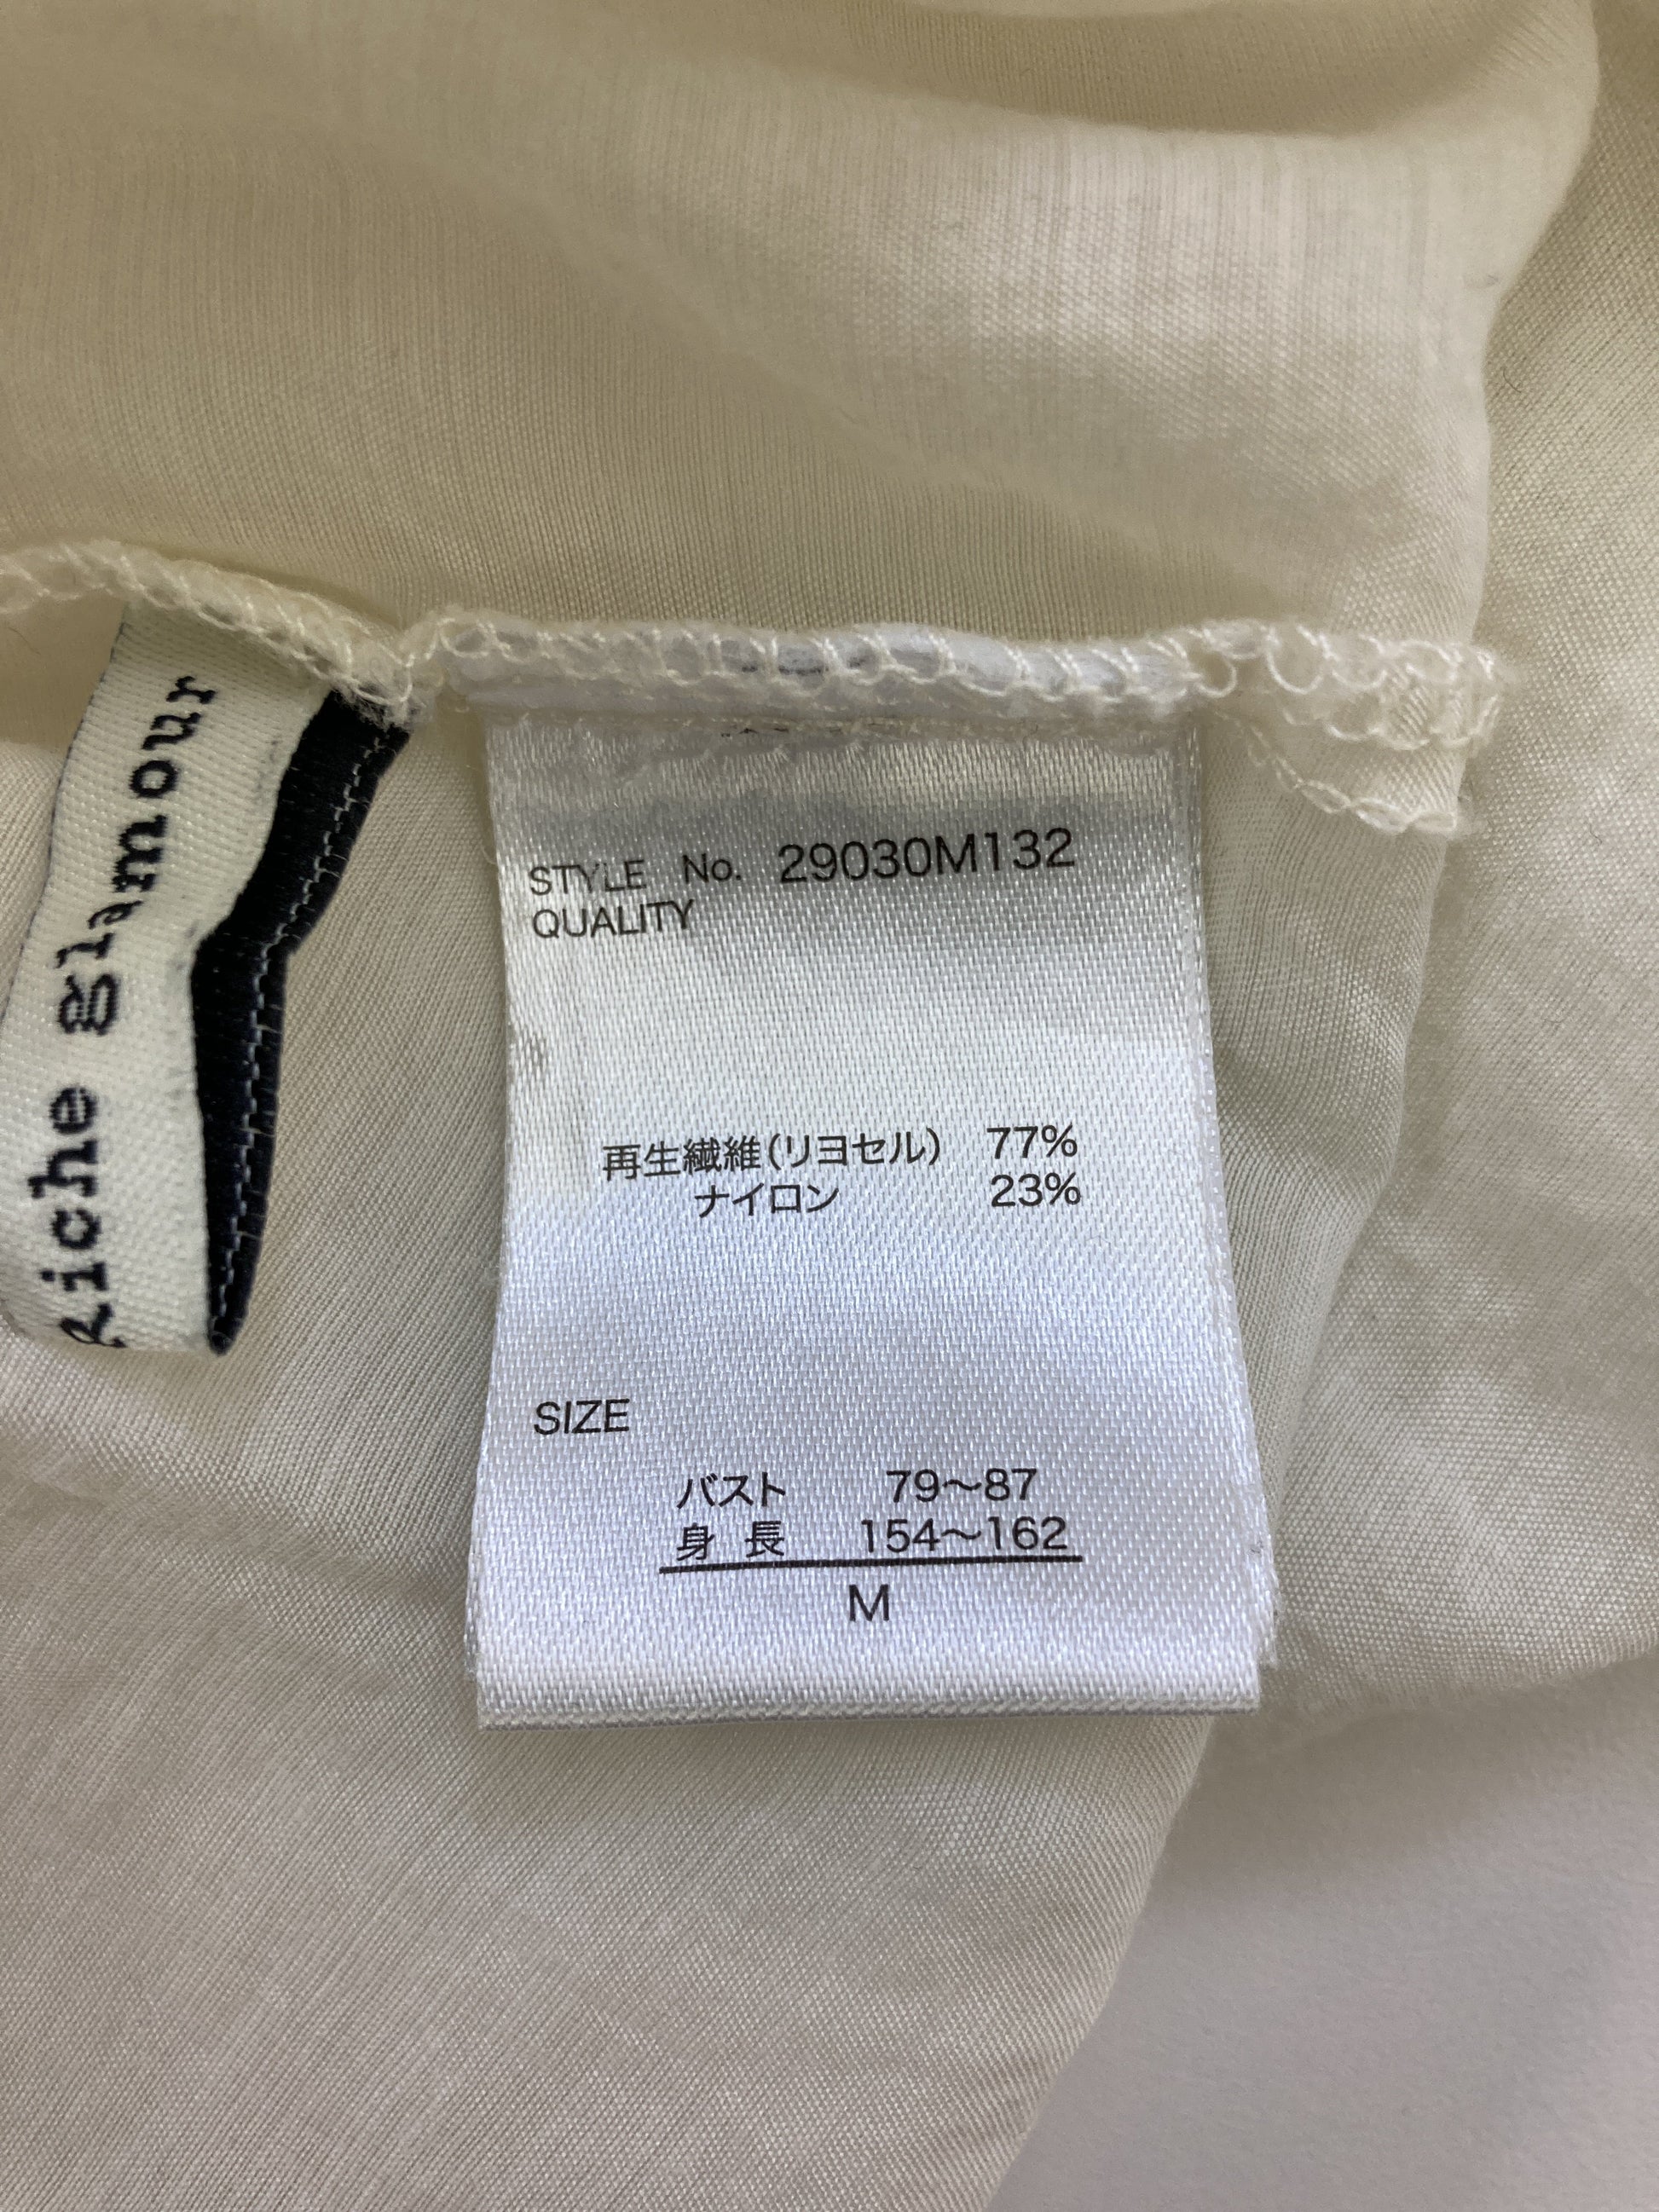 Riche glamour
STYLE No. 29030M132
QUALITY
再生繊維(リヨセル) 77%
ナイロン 23%
SIZE
バスト 79～87
身 長 154～162
M